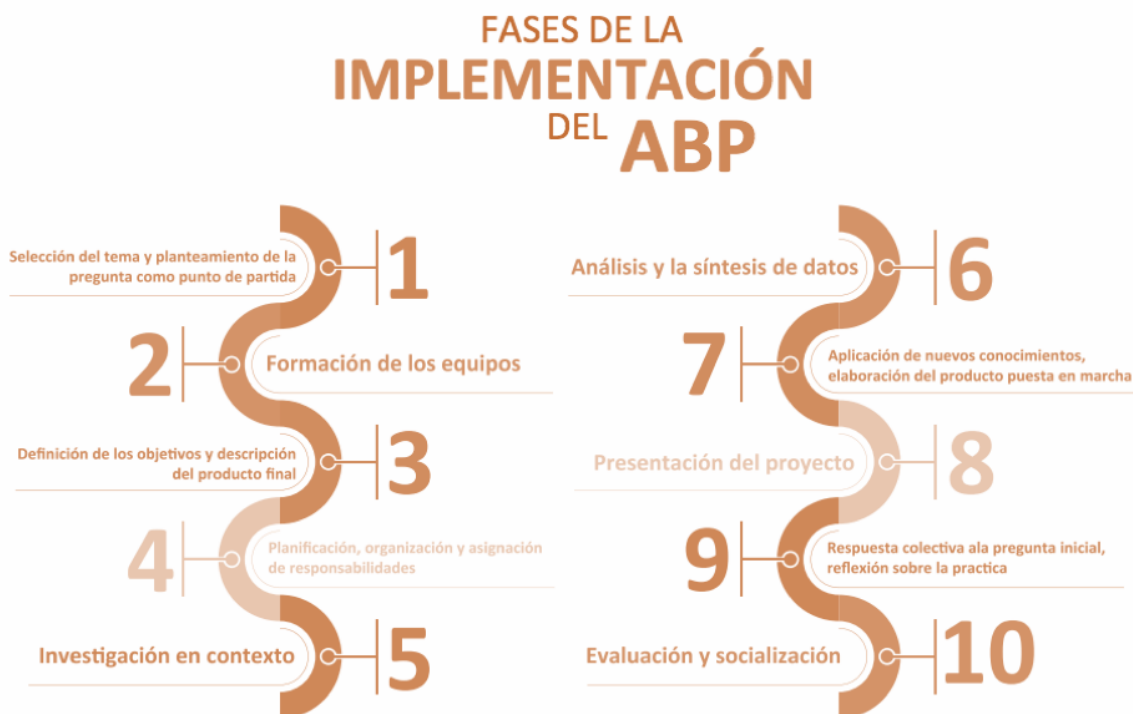 FASES DE LA
IMPLEMENTACIÓN
DEL ABP
1
Selección del tema y planteamiento de la
pregunta como punto de partida
2
Formación de los equipos
3
Definición de los objetivos y descripción
del producto final
4
Planificación, organización y asignación
de responsabilidades
5
Investigación en contexto
6
Análisis y la síntesis de datos
7
Aplicación de nuevos conocimientos,
elaboración del producto puesta en marcha
8
Presentación del proyecto
9
Respuesta colectiva ala pregunta inicial,
reflexión sobre la practica
10
Evaluación y socialización